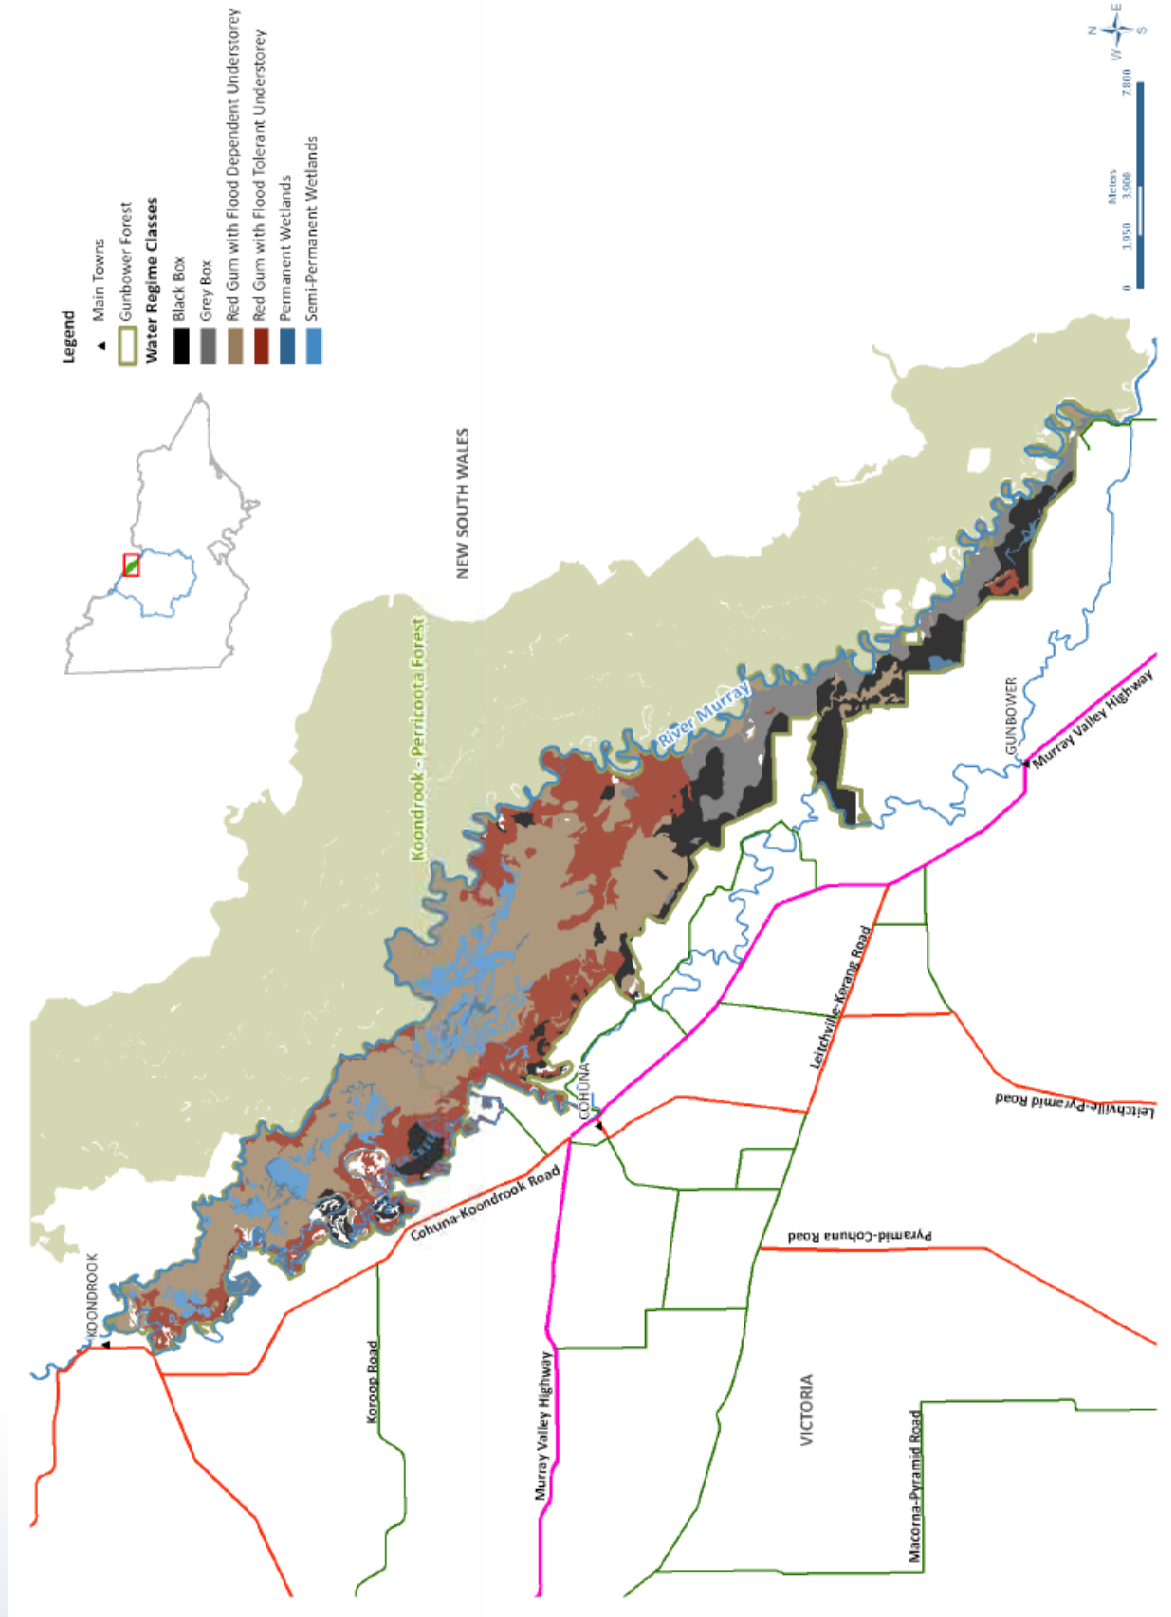 Legend
Main Towns
Gunbower Forest
Water Regime Classes
Black Box
Grey Box
Red Gum with Flood Dependent Understorey
Red Gum with Flood Tolerant Understorey
Permanent Wetlands
Semi-Permanent Wetlands
N
E
S
W
Meters
0 1,950 3,900 7,800
NEW SOUTH WALES
Koondrook - Perricota Forest
River Murray
KOONDROOK
COHUNA
GUNBOWER
Murray Valley Highway
Cohuna-Koondrook Road
Leitchville-Kerang Road
Leitchville-Pyramid Road
Pyramid-Cohuna Road
Koroop Road
Murray Valley Highway
VICTORIA
Macorna-Pyramid Road